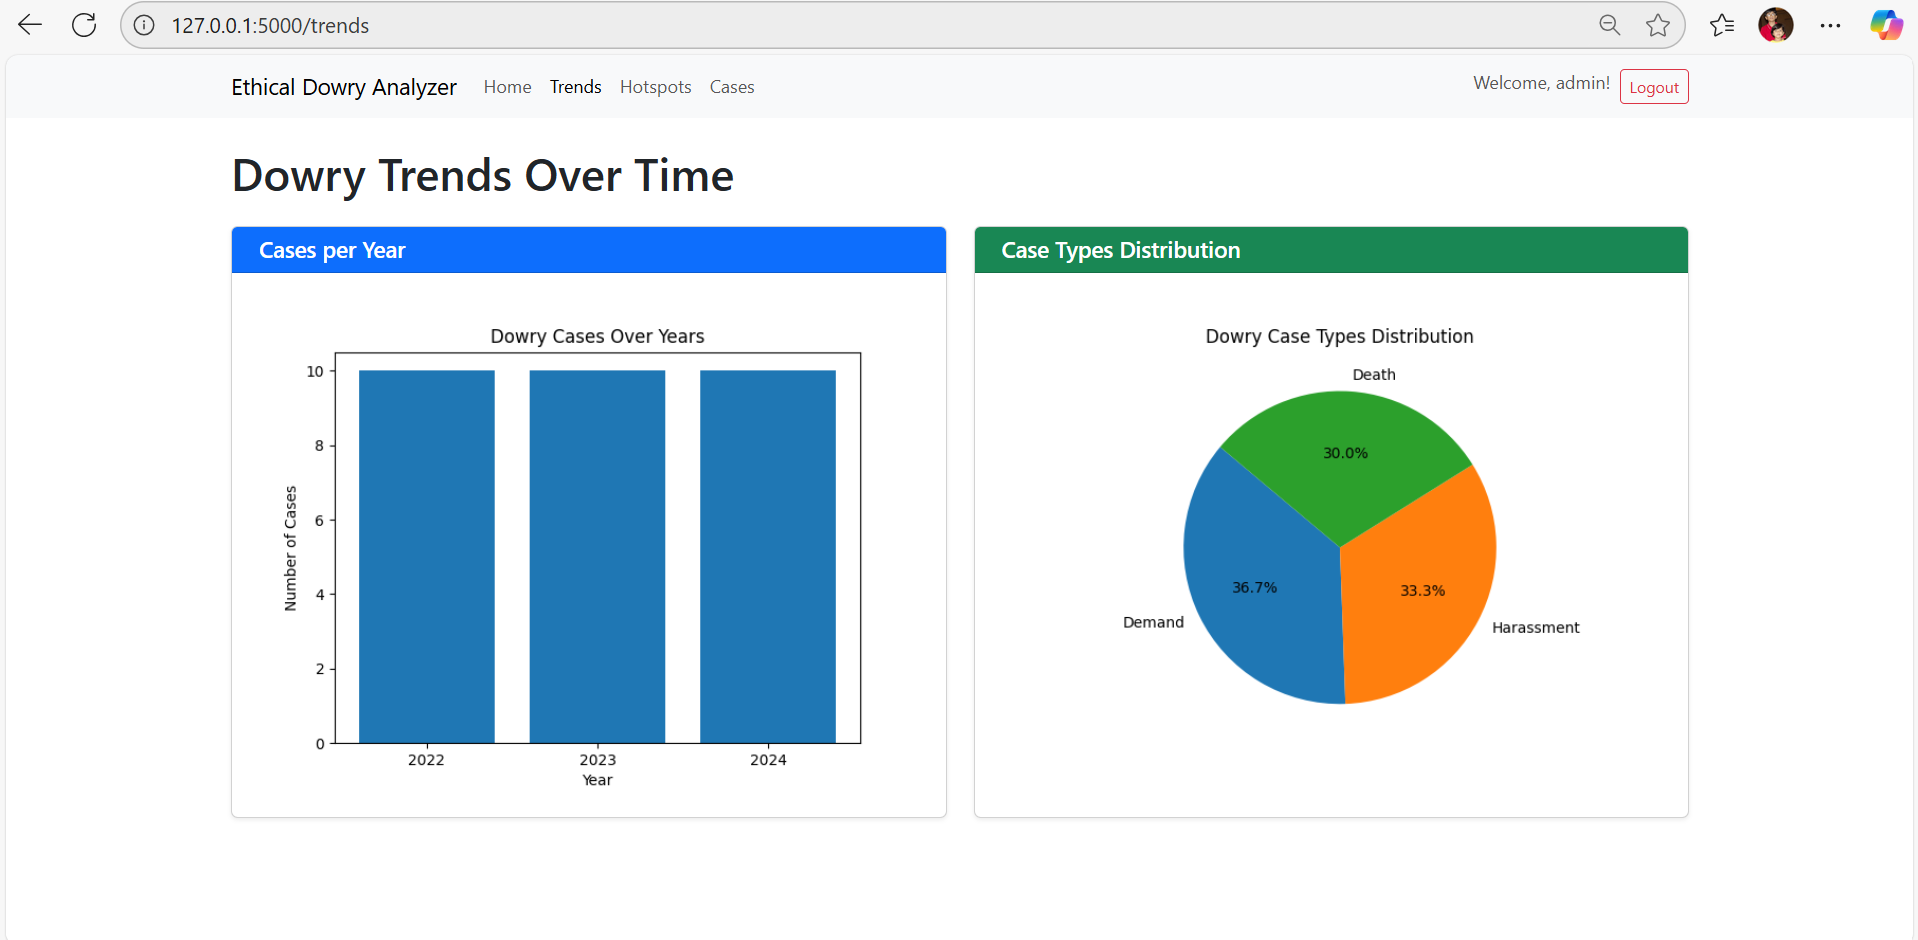 127.0.0.1:5000/trends
Ethical Dowry Analyzer Home Trends Hotspots Cases Welcome, admin! Logout
Dowry Trends Over Time
Cases per Year
Dowry Cases Over Years
Number of Cases
10
8
6
4
2
0
2022 2023 2024
Year
Case Types Distribution
Dowry Case Types Distribution
Death
30.0%
36.7%
33.3%
Demand
Harassment